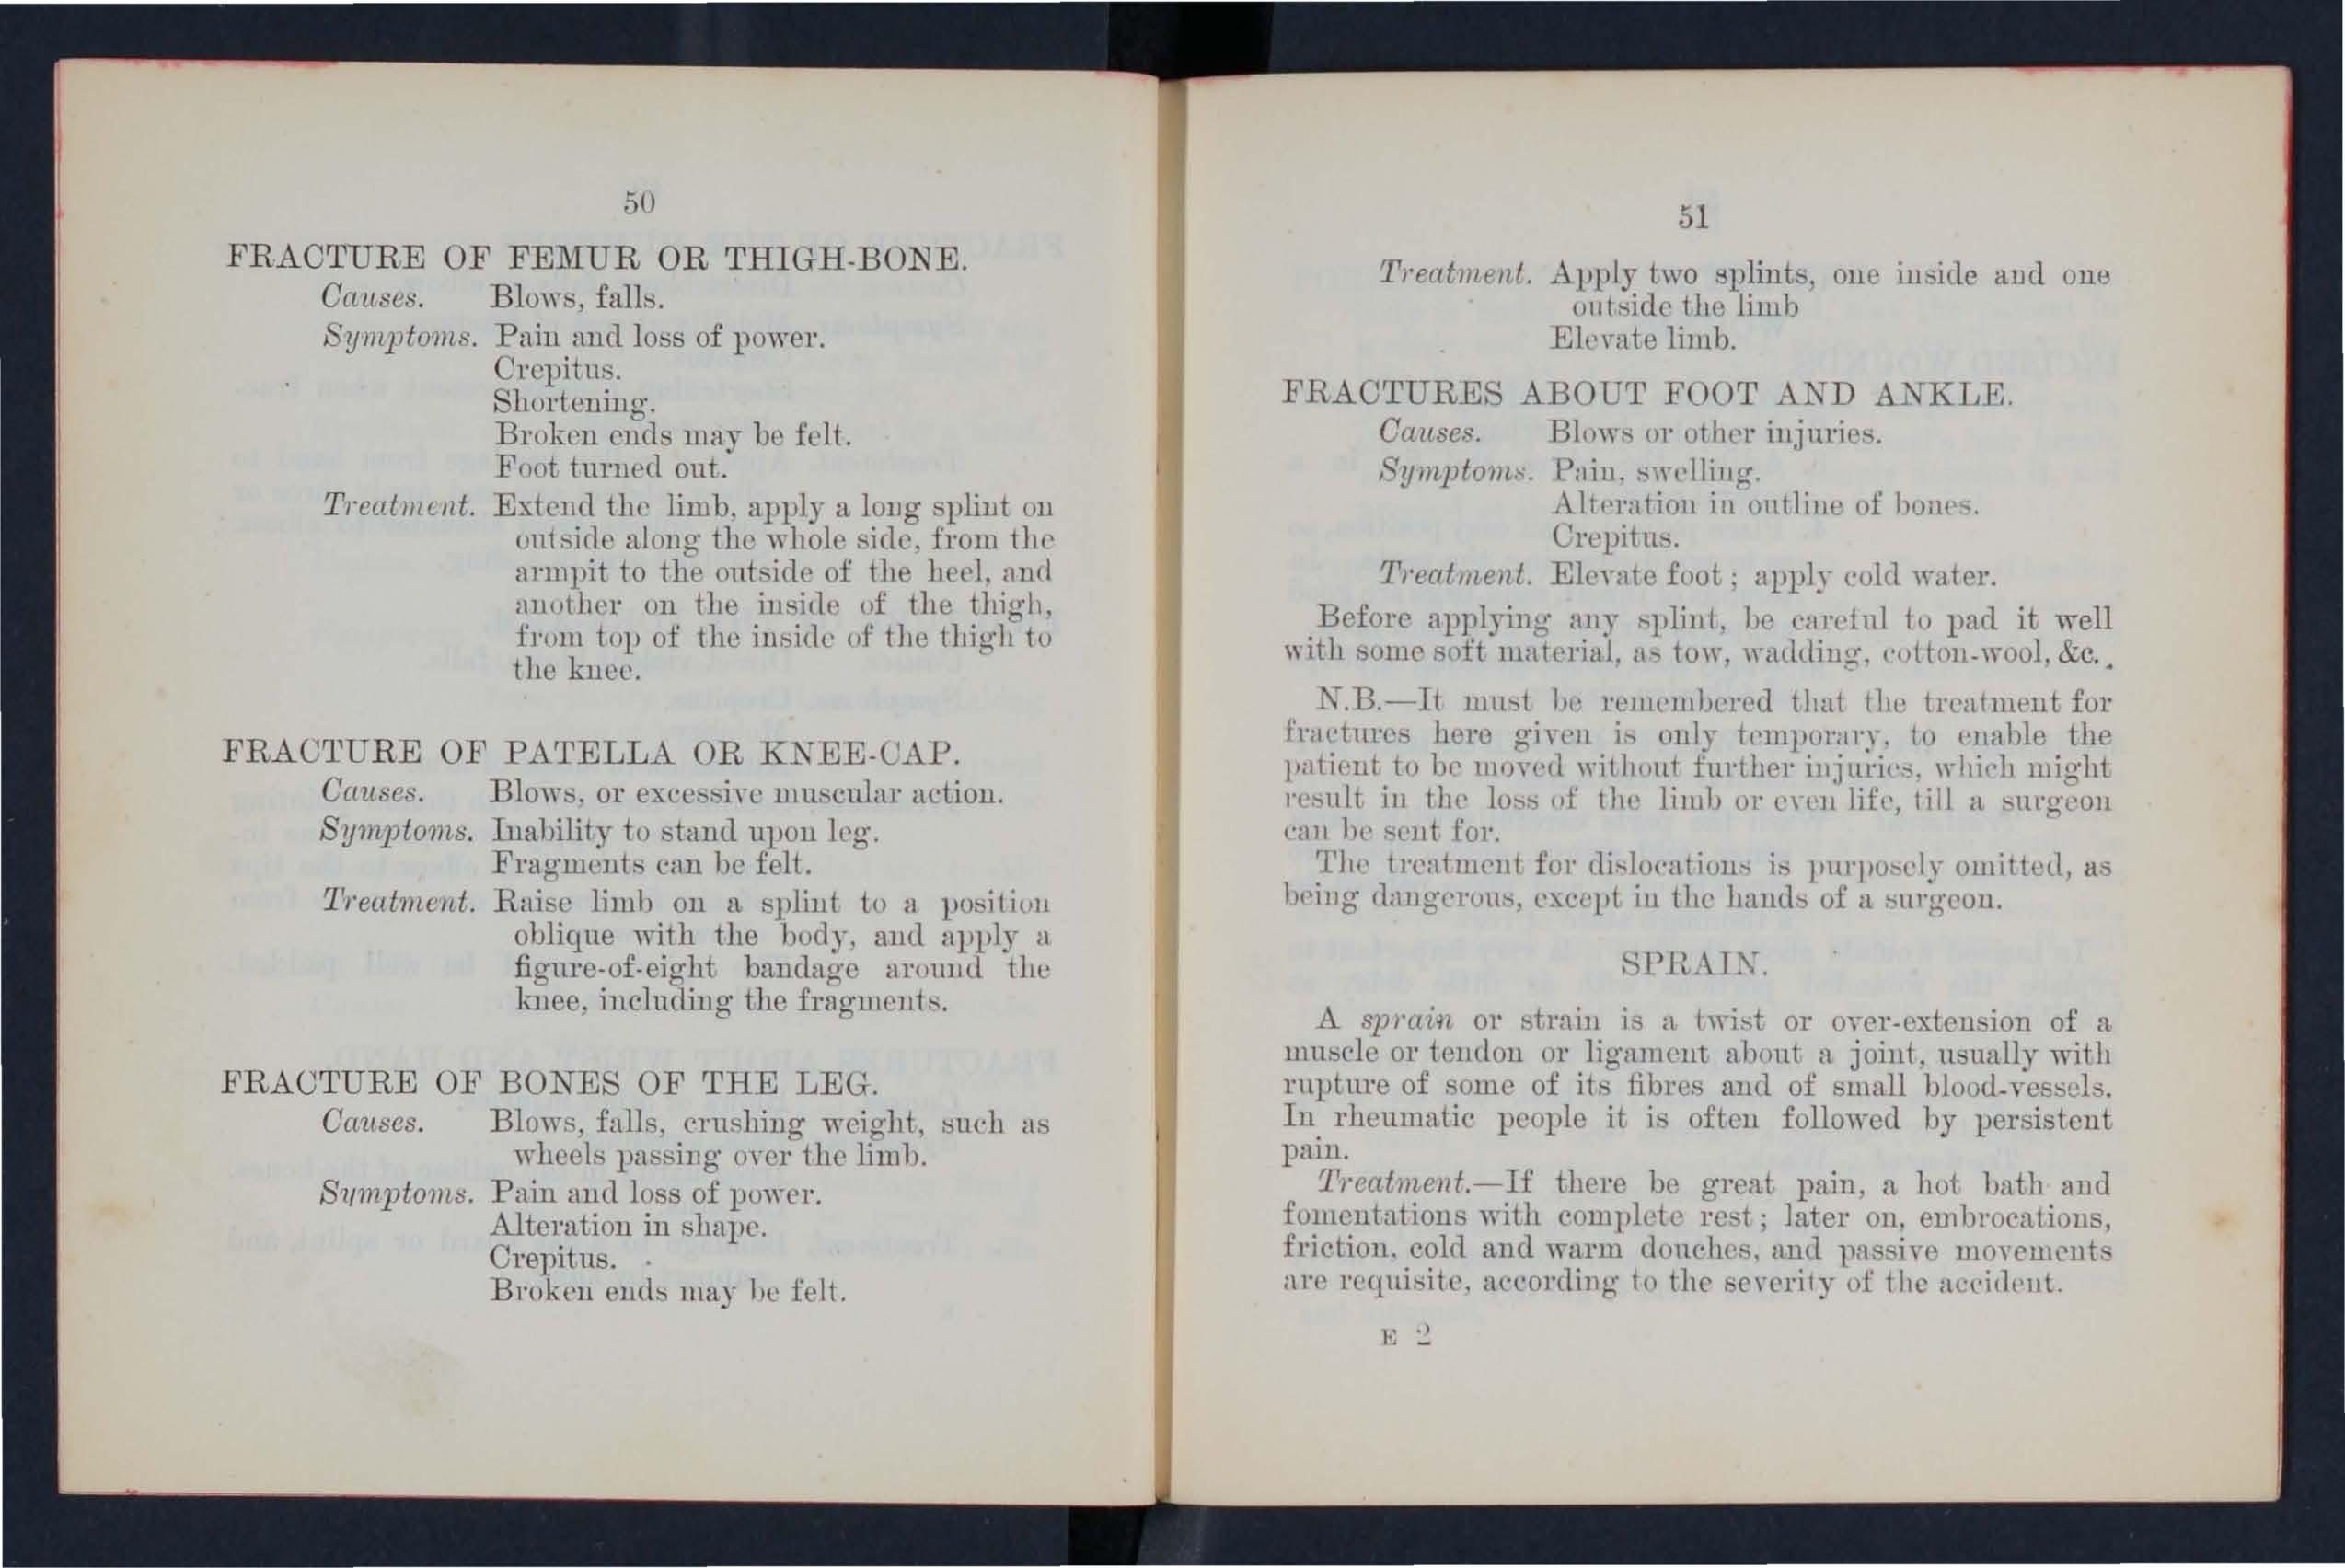 50
FRACTURE OF FEMUR OR THIGH-BONE.
Causes. Blows, falls.
Symptoms. Pain and loss of power.
Crepitus.
Shortening.
Broken ends may be felt.
Foot turned out.
Treatment. Extend the limb, apply a long splint on
outside along the whole side, from the
armpit to the outside of the heel, and
another on the inside of the thigh,
from top of the inside of the thigh to
the knee.
FRACTURE OF PATELLA OR KNEE-CAP.
Causes. Blows, or excessive muscular action.
Symptoms. Inability to stand upon leg.
Fragments can be felt.
Treatment. Raise limb on a splint to a position
oblique with the body, and apply a
figure-of-eight bandage around the
knee, including the fragments.
FRACTURE OF BONES OF THE LEG.
Causes. Blows, falls, crushing weight, such as
wheels passing over the limb.
Symptoms. Pain and loss of power.
Alteration in shape.
Crepitus.
Broken ends may be felt.
51
Treatment. Apply two splints, one inside and one
outside the limb
Elevate limb.
FRACTURES ABOUT FOOT AND ANKLE.
Causes. Blows or other injuries.
Symptoms. Pain, swelling.
Alteration in outline of bones.
Crepitus.
Treatment. Elevate foot; apply cold water.
Before applying any splint, be careful to pad it well
with some soft material, as tow, wadding, cotton-wool, &c.
N.B.—It must be remembered that the treatment for
fractures here given is only temporary, to enable the
patient to be moved without further injuries, which might
result in the loss of the limb or even life, till a surgeon
can be sent for.
The treatment for dislocations is purposely omitted, as
being dangerous, except in the hands of a surgeon.
SPRAIN.
A sprain or strain is a twist or over-extension of a
muscle or tendon or ligament about a joint, usually with
rupture of some of its fibres and of small blood-vessels.
In rheumatic people it is often followed by persistent
pain.
Treatment.—If there be great pain, a hot bath and
fomentations with complete rest; later on, embrocations,
friction, cold and warm douches, and passive movements
are requisite, according to the severity of the accident.
E 2